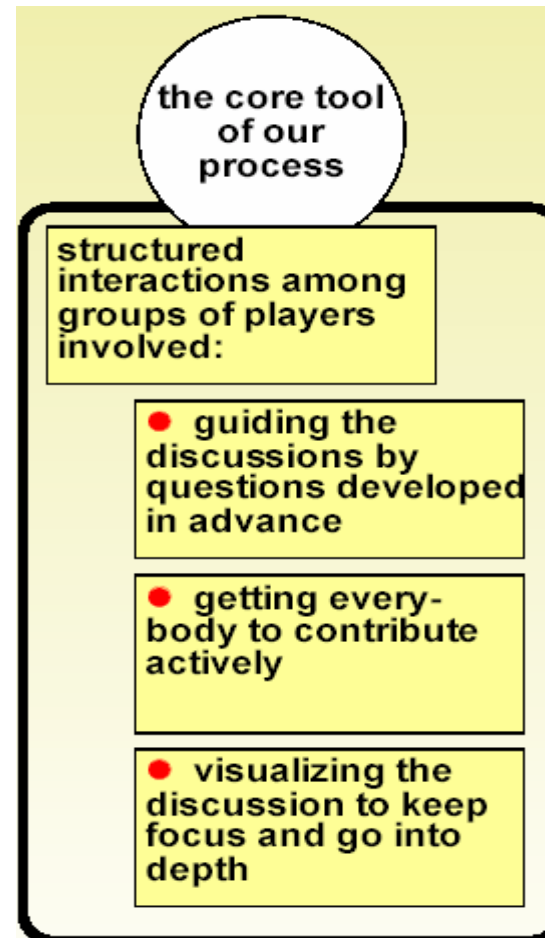 the core tool
of our
process
structured
interactions among
groups of players
involved:
● guiding the
discussions by
questions developed
in advance
● getting every-
body to contribute
actively
● visualizing the
discussion to keep
focus and go into
depth